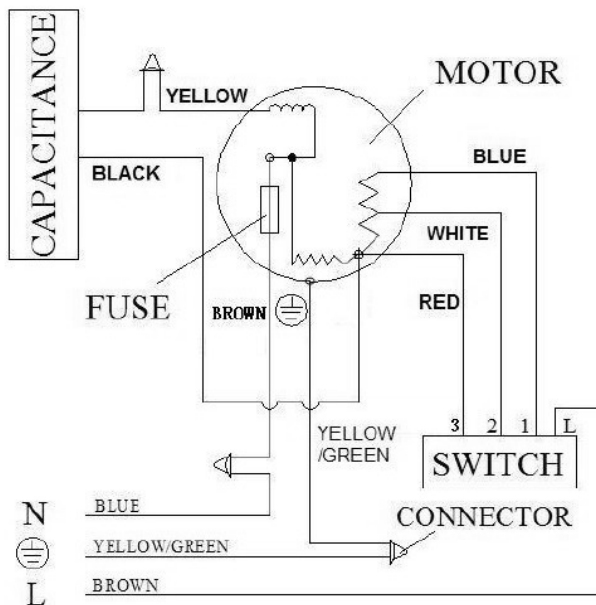 CAPACITANCE
YELLOW
MOTOR
BLACK
BLUE
WHITE
FUSE
BROWN
RED
YELLOW
/GREEN
3 2 1 L
SWITCH
CONNECTOR
N BLUE
YELLOW/GREEN
L BROWN